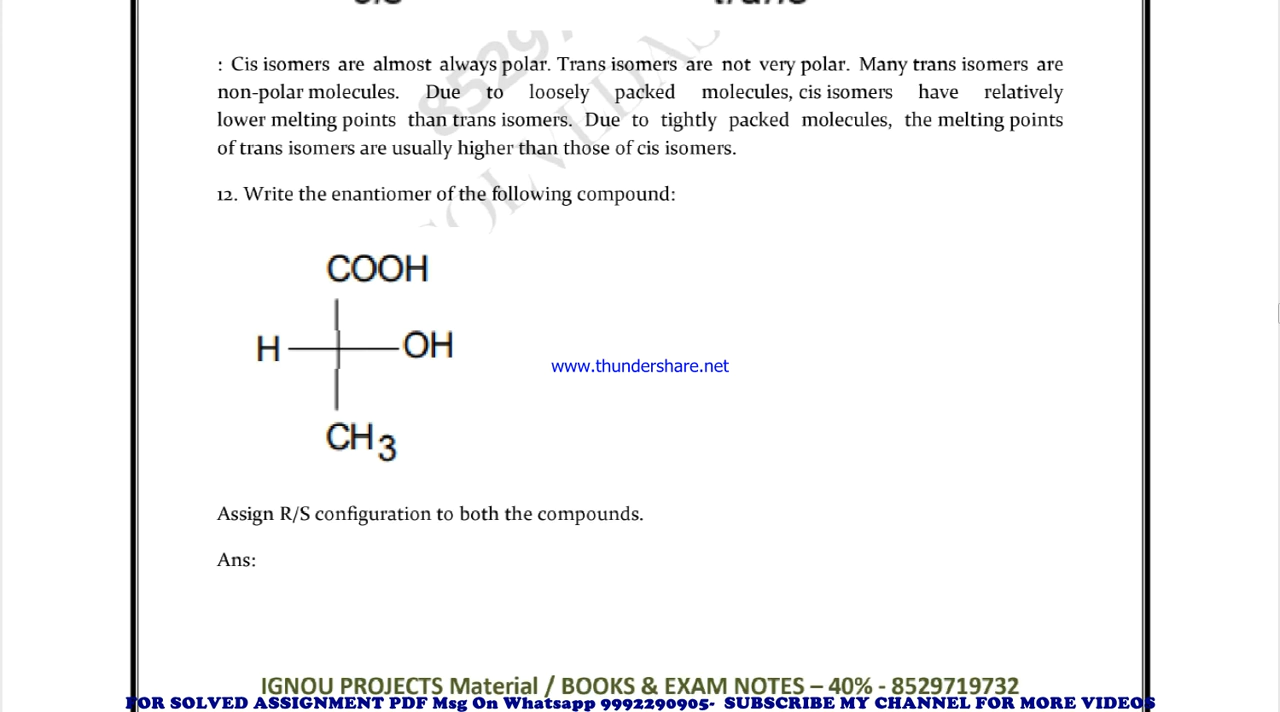 : Cis isomers are almost always polar. Trans isomers are not very polar. Many trans isomers are
non-polar molecules. Due to loosely packed molecules, cis isomers have relatively
lower melting points than trans isomers. Due to tightly packed molecules, the melting points
of trans isomers are usually higher than those of cis isomers.
12. Write the enantiomer of the following compound:
COOH
H OH
www.thundershare.net
CH3
Assign R/S configuration to both the compounds.
Ans:
IGNOU PROJECTS Material / BOOKS & EXAM NOTES – 40% - 8529719732
FOR SOLVED ASSIGNMENT PDF Msg On Whatsapp 9992290905- SUBSCRIBE MY CHANNEL FOR MORE VIDEOS